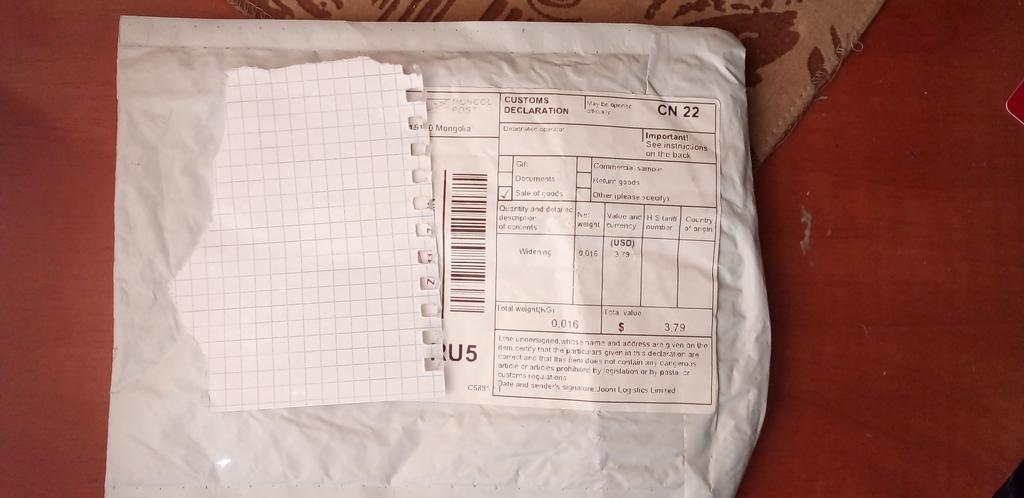 MONGOL
POST
0 Mongolia
RU5
CUSTOMS
DECLARATION
May be opened
officially
CN 22
Designated operator
Important!
See instructions
on the back
Gift
Commercial sample
Documents
Return goods
✓ Sale of goods
Other (please specify):
Quantity and detailed
description
of contents
Net
weight
Value and
currency
H S tariff
number
Country
of origin
(USD)
Widening
0.016
3.79
Total weight(KG)
Total value
0.016
$ 3.79
I,the undersigned,whose name and address are given on the
item,certify that the particulars given in this declaration are
correct and that this item does not contain any dangerous
article or articles prohibited by legislation or by postal or
customs regulations
Date and sender's signature:Joom Logistics Limited